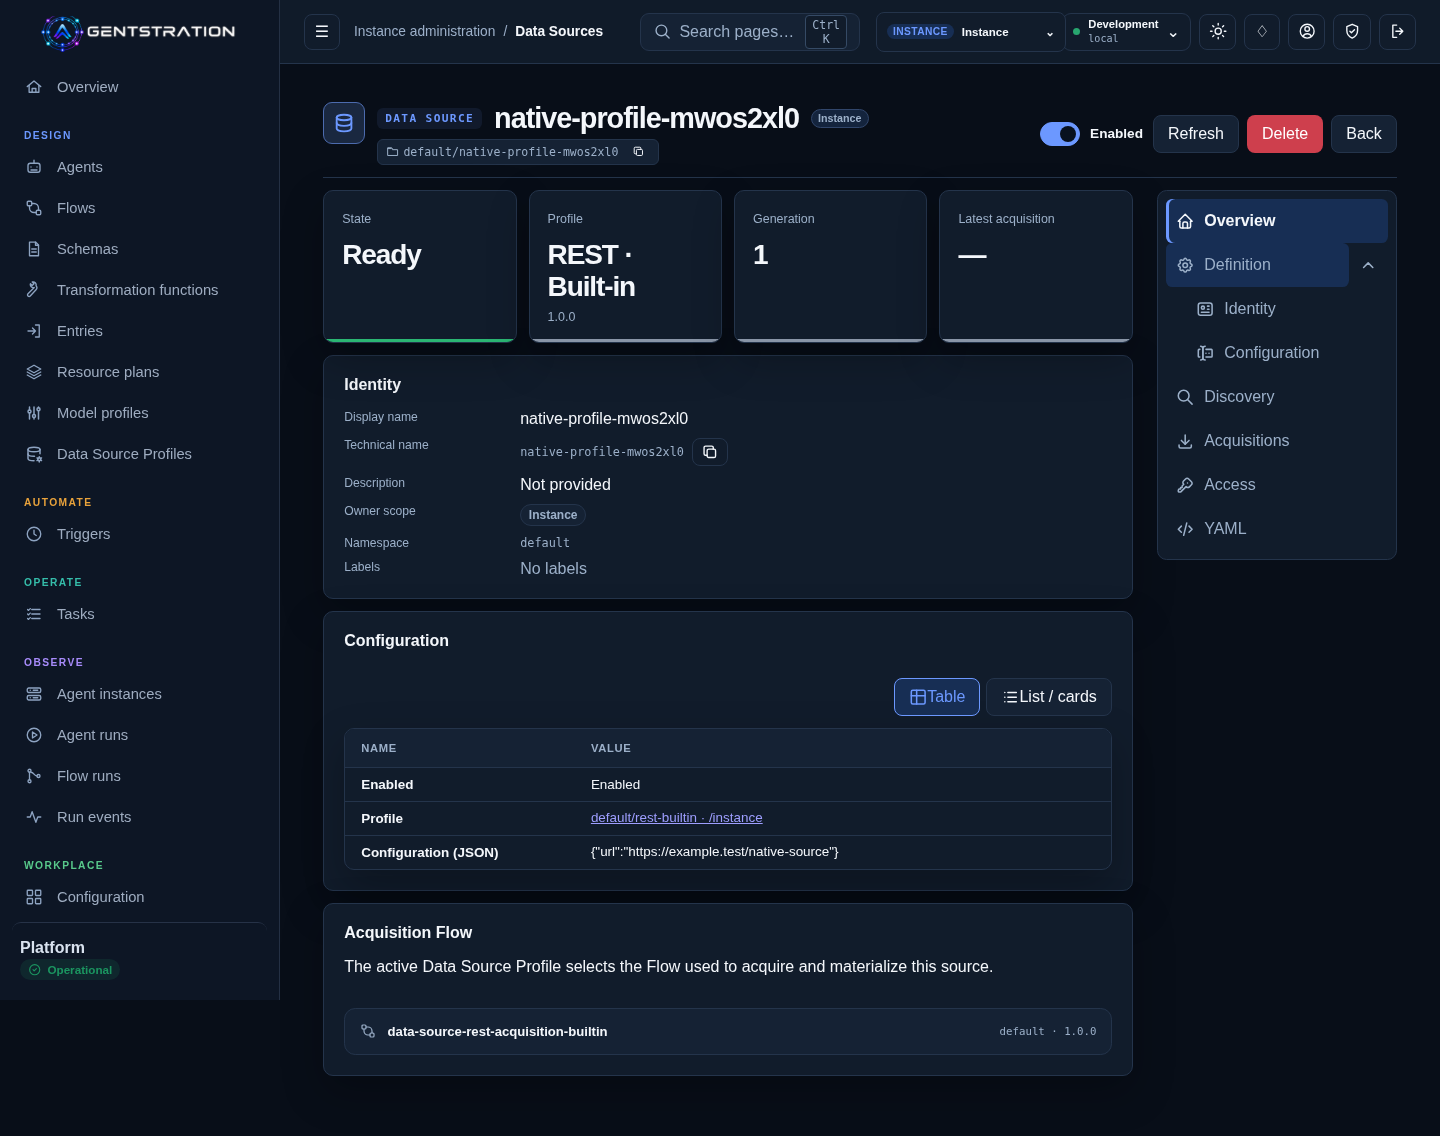 GENTSTRATION
Overview
DESIGN
Agents
Flows
Schemas
Transformation functions
Entries
Resource plans
Model profiles
Data Source Profiles
AUTOMATE
Triggers
OPERATE
Tasks
OBSERVE
Agent instances
Agent runs
Flow runs
Run events
WORKPLACE
Configuration
Platform
Operational
Instance administration / Data Sources
Search pages…
Ctrl K
INSTANCE Instance
Development
local
DATA SOURCE native-profile-mwos2xl0 Instance
default/native-profile-mwos2xl0
Enabled
Refresh
Delete
Back
State
Ready
Profile
REST · Built-in
1.0.0
Generation
1
Latest acquisition
—
Identity
Display name native-profile-mwos2xl0
Technical name native-profile-mwos2xl0
Description Not provided
Owner scope Instance
Namespace default
Labels No labels
Configuration
Table
List / cards
NAME VALUE
Enabled Enabled
Profile default/rest-builtin · /instance
Configuration (JSON) {"url":"https://example.test/native-source"}
Acquisition Flow
The active Data Source Profile selects the Flow used to acquire and materialize this source.
data-source-rest-acquisition-builtin default · 1.0.0
Overview
Definition
Identity
Configuration
Discovery
Acquisitions
Access
YAML